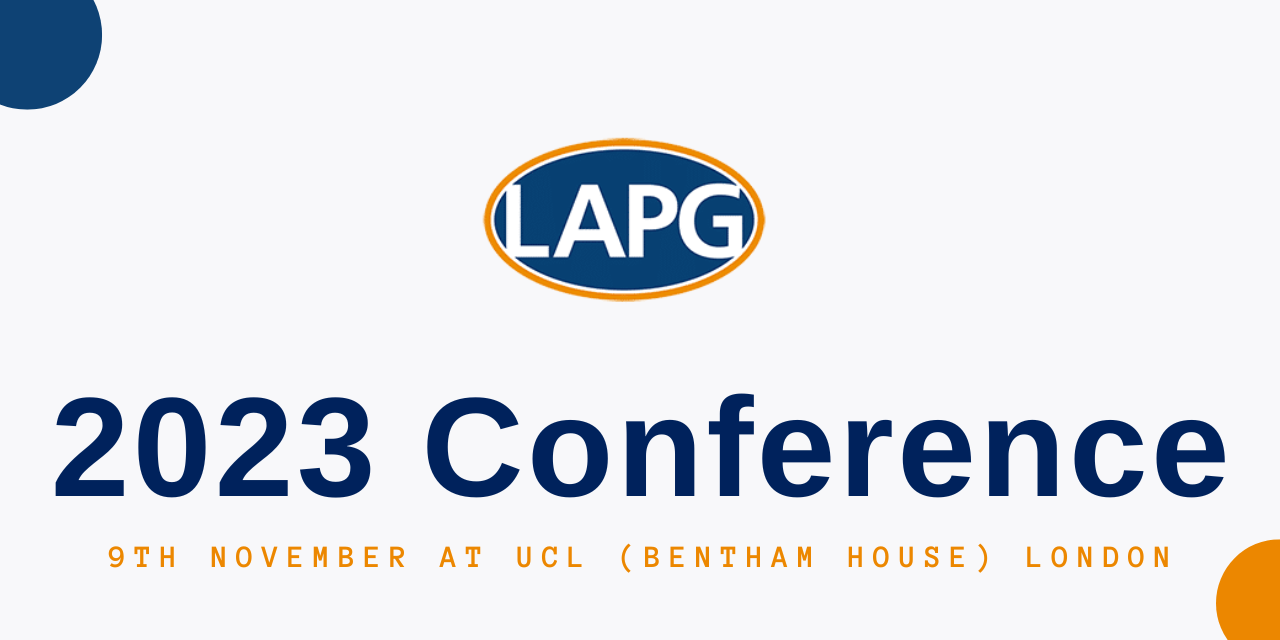 LAPG
2023 Conference
9TH NOVEMBER AT UCL (BENTHAM HOUSE) LONDON